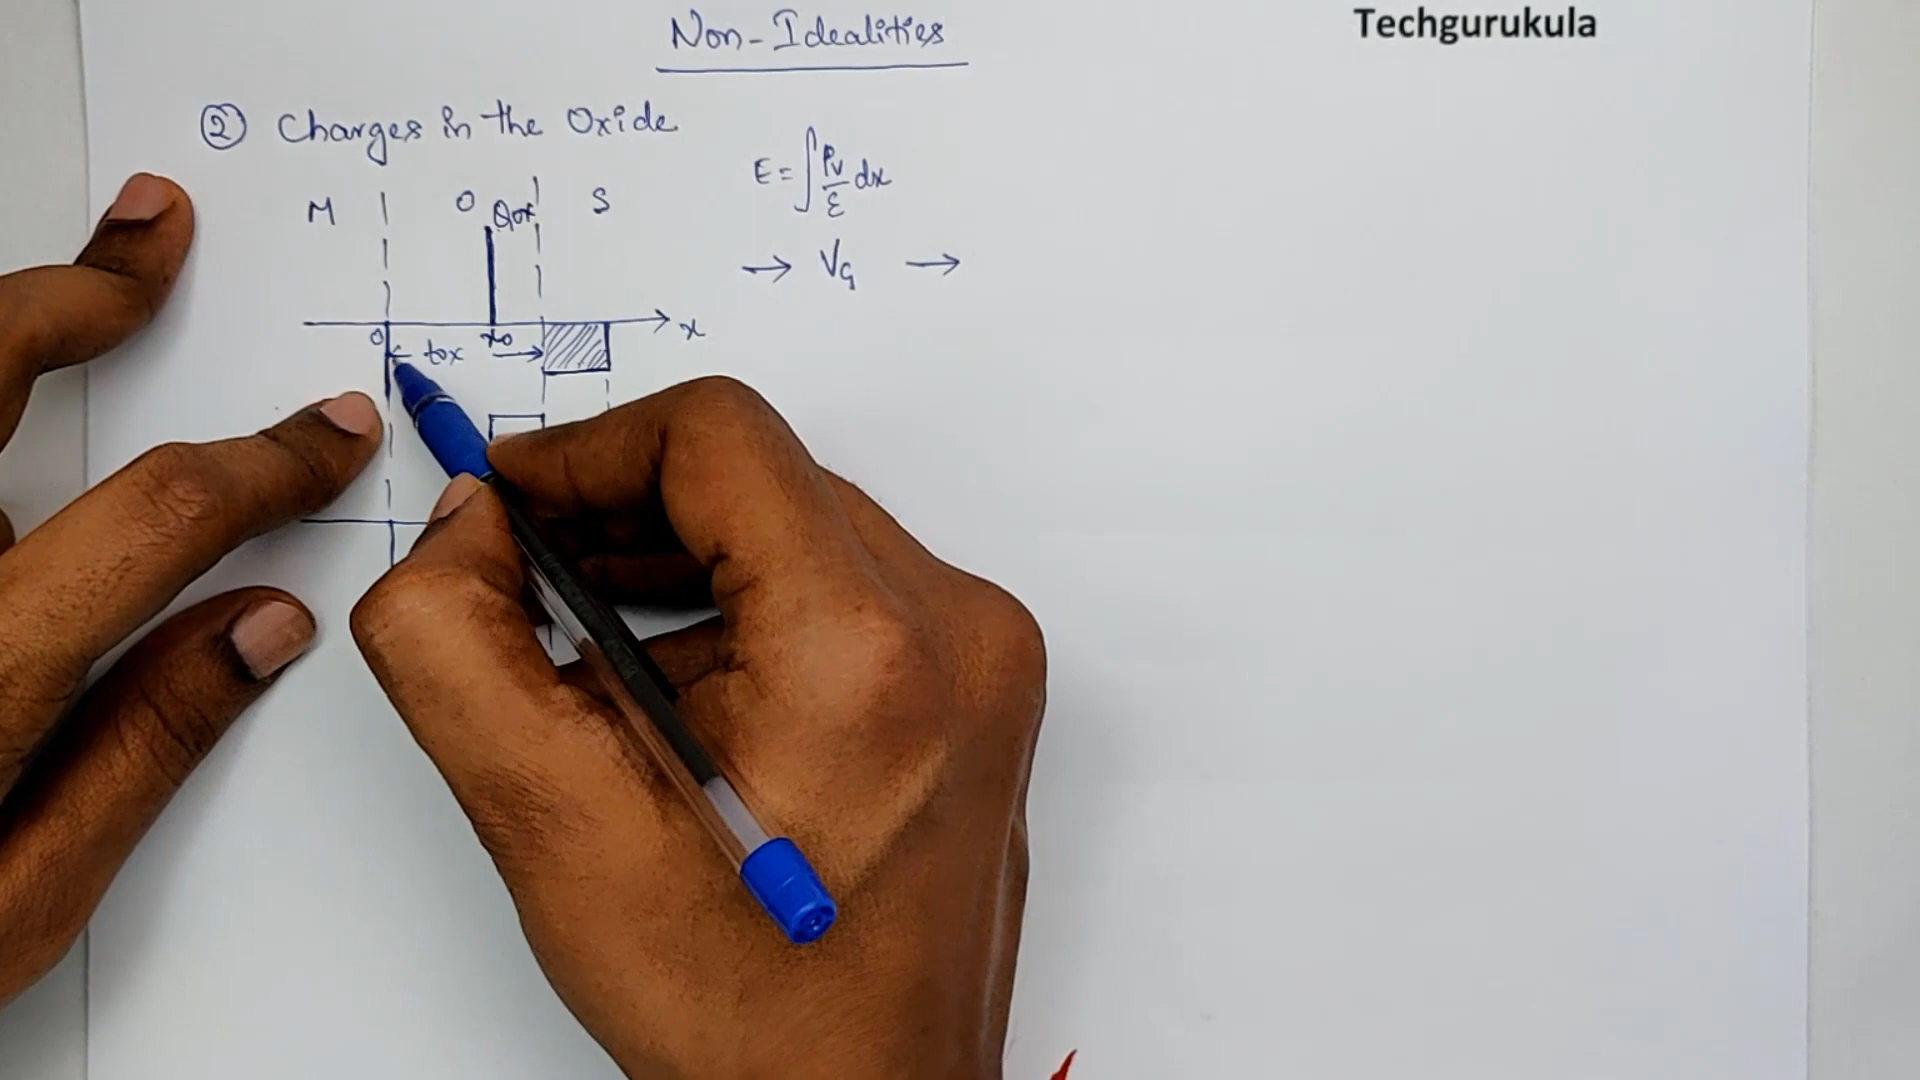 Techgurukula
Non-Idealities
② Charges in the Oxide
E = ∫ ρv/ε dx
M O Qox S
→ VG →
0 x0 x
tox